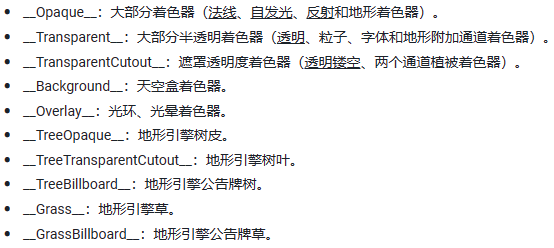 • __Opaque__：大部分着色器（法线、自发光、反射和地形着色器）。
• __Transparent__：大部分半透明着色器（透明、粒子、字体和地形附加通道着色器）。
• __TransparentCutout__：遮罩透明度着色器（透明镂空、两个通道植被着色器）。
• __Background__：天空盒着色器。
• __Overlay__：光环、光晕着色器。
• __TreeOpaque__：地形引擎树皮。
• __TreeTransparentCutout__：地形引擎树叶。
• __TreeBillboard__：地形引擎公告牌树。
• __Grass__：地形引擎草。
• __GrassBillboard__：地形引擎公告牌草。